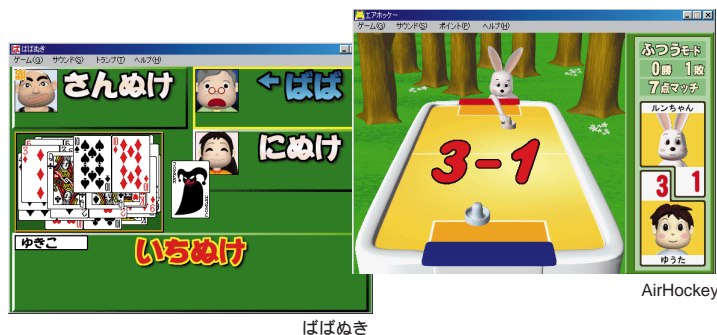 ばばぬき
ゲーム(G) サウンド(S) トランプ(T) ヘルプ(H)
さんぬけ
←ばば
にぬけ
JOKER
ゆきこ
いちぬけ
ばばぬき
エアホッケー
ゲーム(G) サウンド(S) ポイント(P) ヘルプ(H)
3-1
ふつうモード
0勝 1敗
7点マッチ
ルンちゃん
3 1
ゆうた
AirHockey